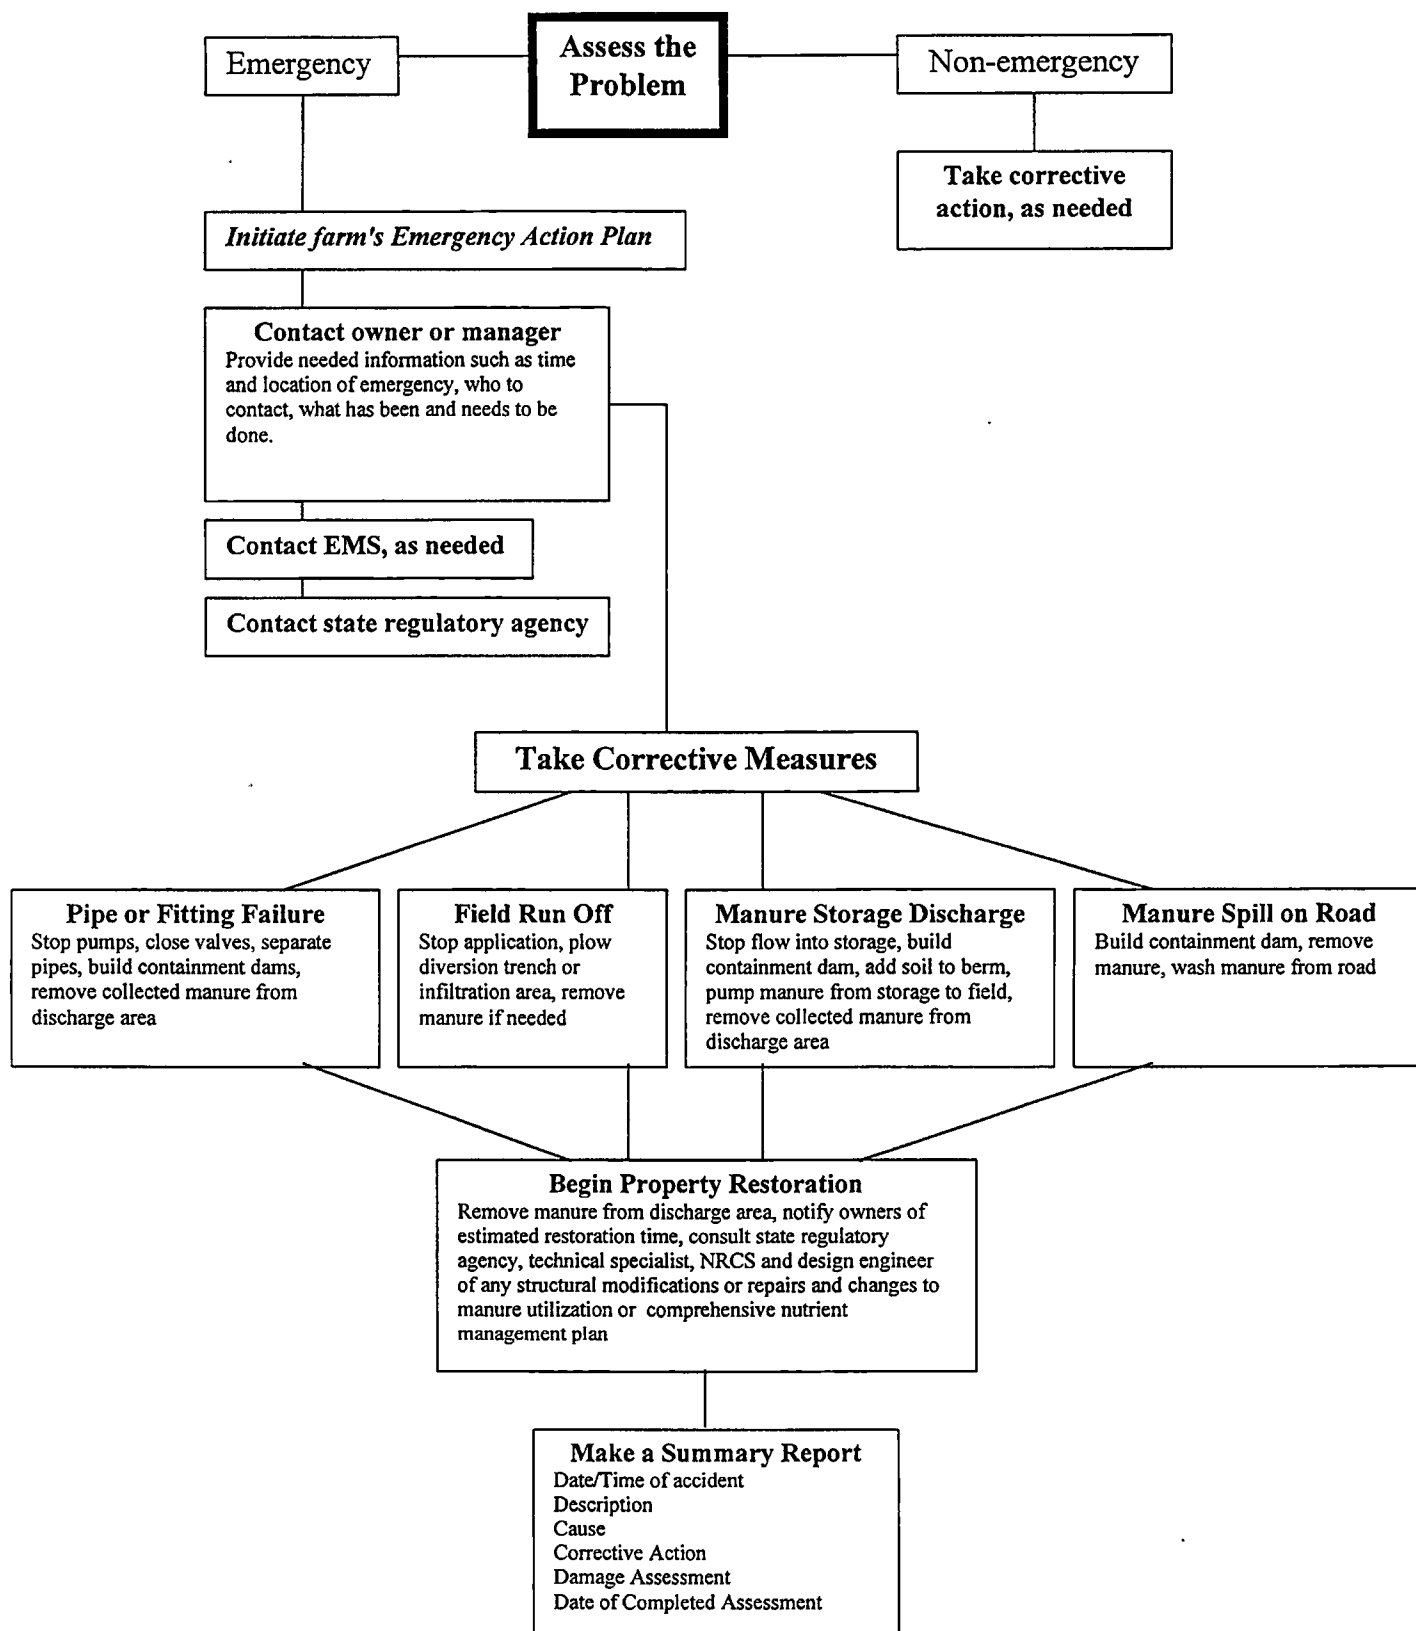 Assess the
Problem
Emergency
Non-emergency
Take corrective
action, as needed
Initiate farm's Emergency Action Plan
Contact owner or manager
Provide needed information such as time
and location of emergency, who to
contact, what has been and needs to be
done.
Contact EMS, as needed
Contact state regulatory agency
Take Corrective Measures
Pipe or Fitting Failure
Stop pumps, close valves, separate
pipes, build containment dams,
remove collected manure from
discharge area
Field Run Off
Stop application, plow
diversion trench or
infiltration area, remove
manure if needed
Manure Storage Discharge
Stop flow into storage, build
containment dam, add soil to berm,
pump manure from storage to field,
remove collected manure from
discharge area
Manure Spill on Road
Build containment dam, remove
manure, wash manure from road
Begin Property Restoration
Remove manure from discharge area, notify owners of
estimated restoration time, consult state regulatory
agency, technical specialist, NRCS and design engineer
of any structural modifications or repairs and changes to
manure utilization or comprehensive nutrient
management plan
Make a Summary Report
Date/Time of accident
Description
Cause
Corrective Action
Damage Assessment
Date of Completed Assessment